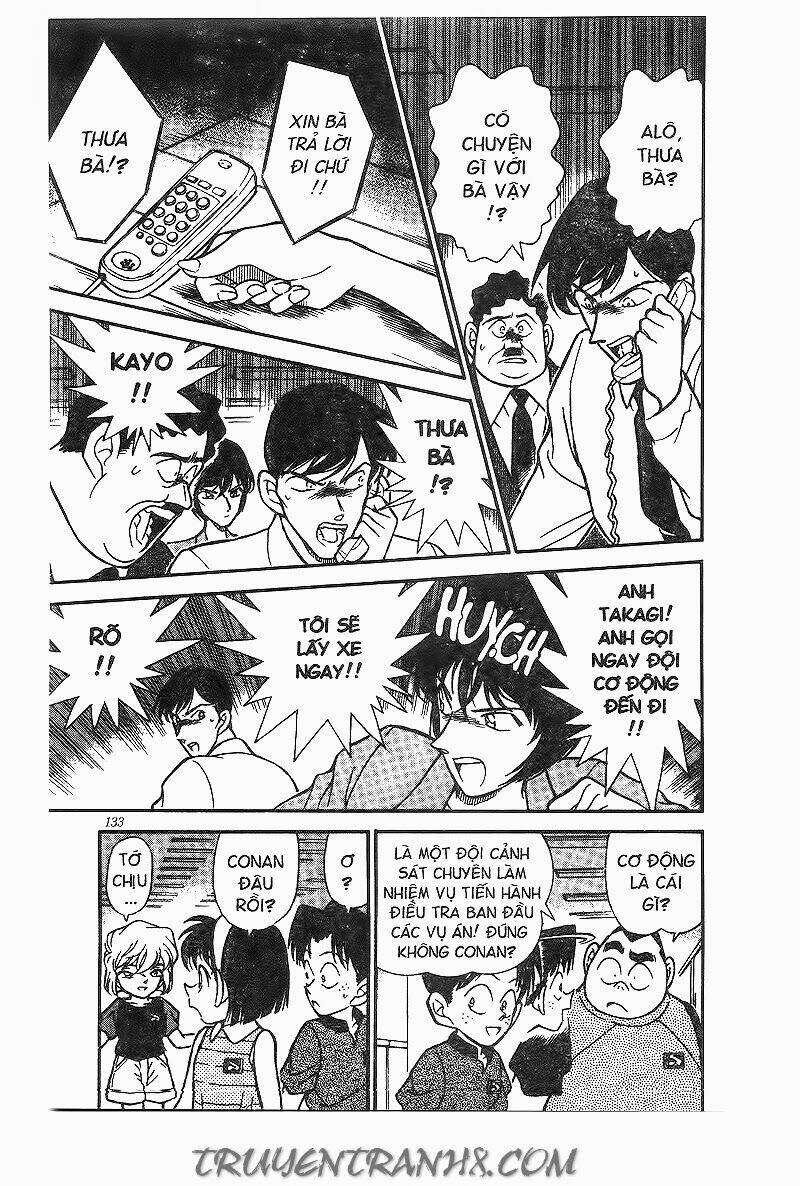 ALÔ,
THƯA
BÀ?
CÓ
CHUYỆN
GÌ VỚI
BÀ VẬY
!?
XIN BÀ
TRẢ LỜI
ĐI CHỨ
!!
THƯA
BÀ!?
THƯA
BÀ
!?
KAYO
!!
ANH
TAKAGI!
ANH GỌI
NGAY ĐỘI
CƠ ĐỘNG
ĐẾN ĐI
!!
HUỴCH
TÔI SẼ
LẤY XE
NGAY!!
RÕ
!!
133
CƠ ĐỘNG
LÀ CÁI
GÌ?
LÀ MỘT ĐỘI CẢNH
SÁT CHUYÊN LÀM
NHIỆM VỤ TIẾN HÀNH
ĐIỀU TRA BAN ĐẦU
CÁC VỤ ÁN! ĐÚNG
KHÔNG CONAN?
Ơ
?
CONAN
ĐÂU
RỒI?
TỚ
CHỊU
...
TRUYENTRANH8.COM